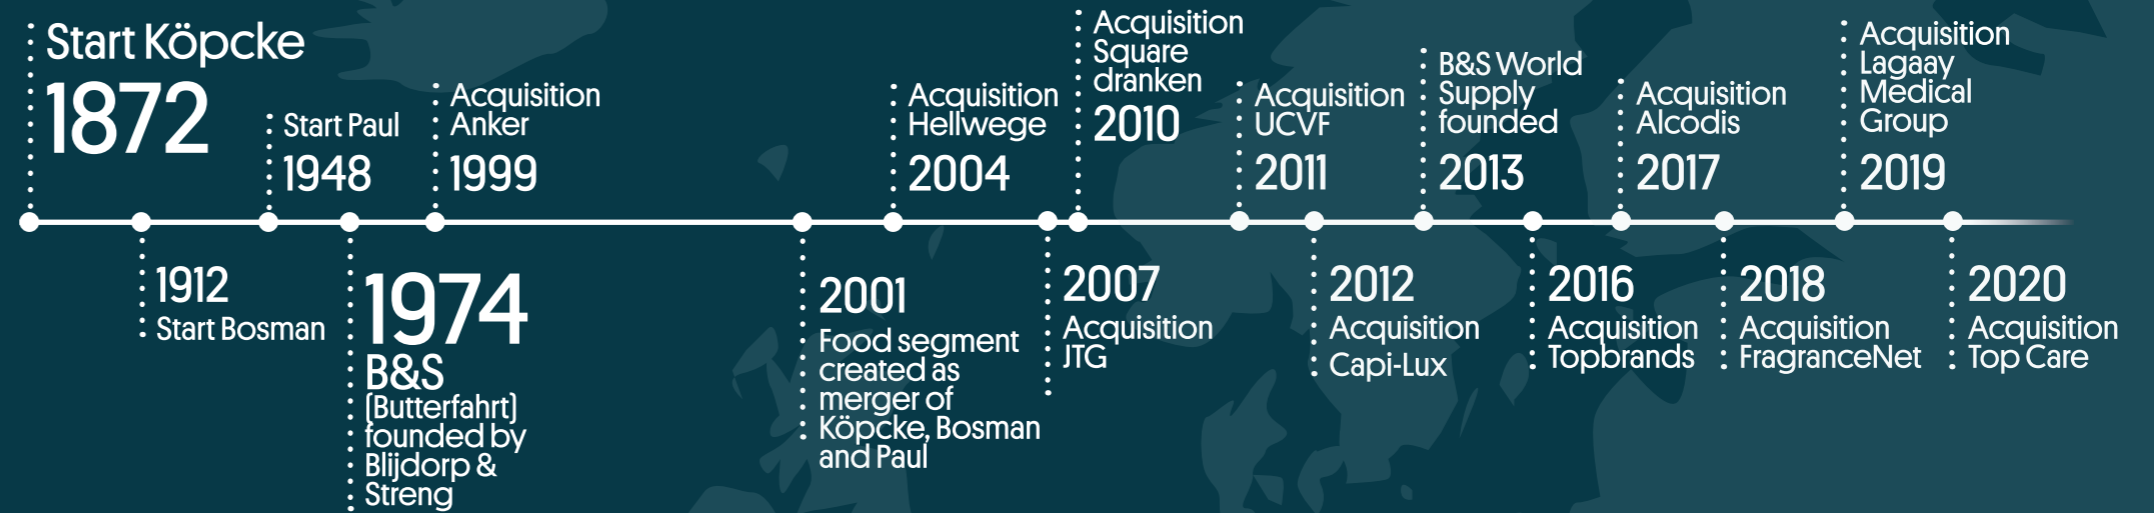 Start Köpcke
1872
1912
Start Bosman
Start Paul
1948
1974
B&S
(Butterfahrt)
founded by
Blijdorp &
Streng
Acquisition
Anker
1999
2001
Food segment
created as
merger of
Köpcke, Bosman
and Paul
Acquisition
Hellwege
2004
2007
Acquisition
JTG
Acquisition
Square
dranken
2010
Acquisition
UCVF
2011
2012
Acquisition
Capi-Lux
B&S World
Supply
founded
2013
2016
Acquisition
Topbrands
Acquisition
Alcodis
2017
2018
Acquisition
FragranceNet
Acquisition
Lagaay
Medical
Group
2019
2020
Acquisition
Top Care